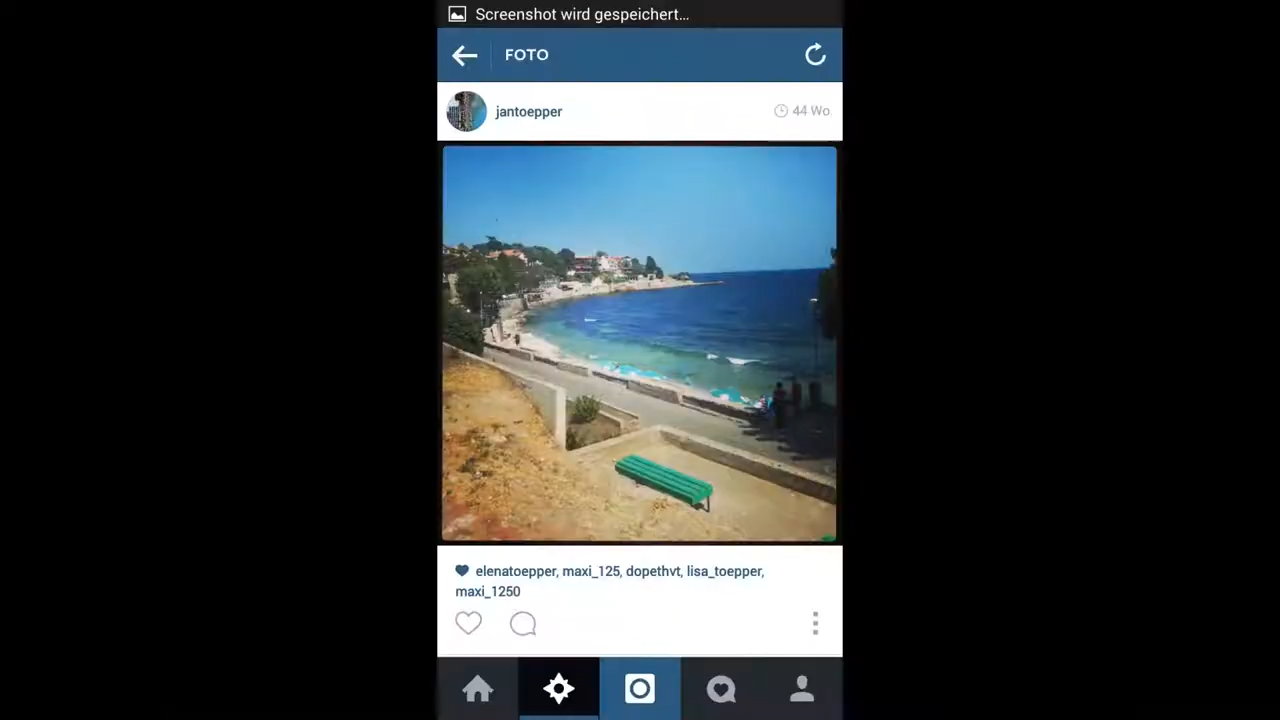 Screenshot wird gespeichert...
FOTO
jantoepper
44 Wo.
elenatoepper, maxi_125, dopethvt, lisa_toepper,
maxi_1250